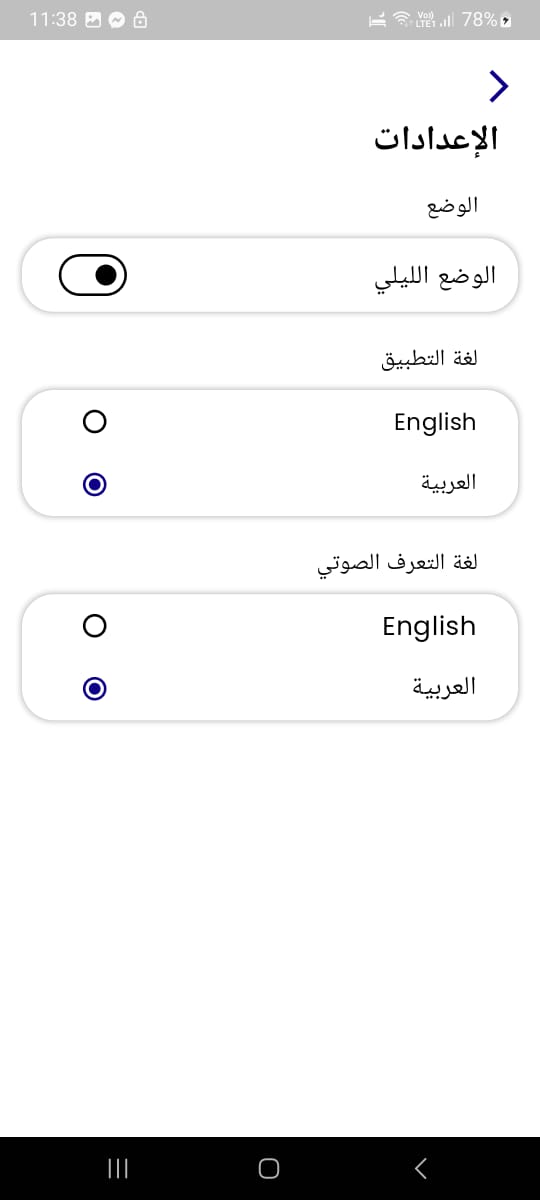 11:38 Vo)) LTE1 78%
الإعدادات
الوضع
الوضع الليلي
لغة التطبيق
English
العربية
لغة التعرف الصوتي
English
العربية